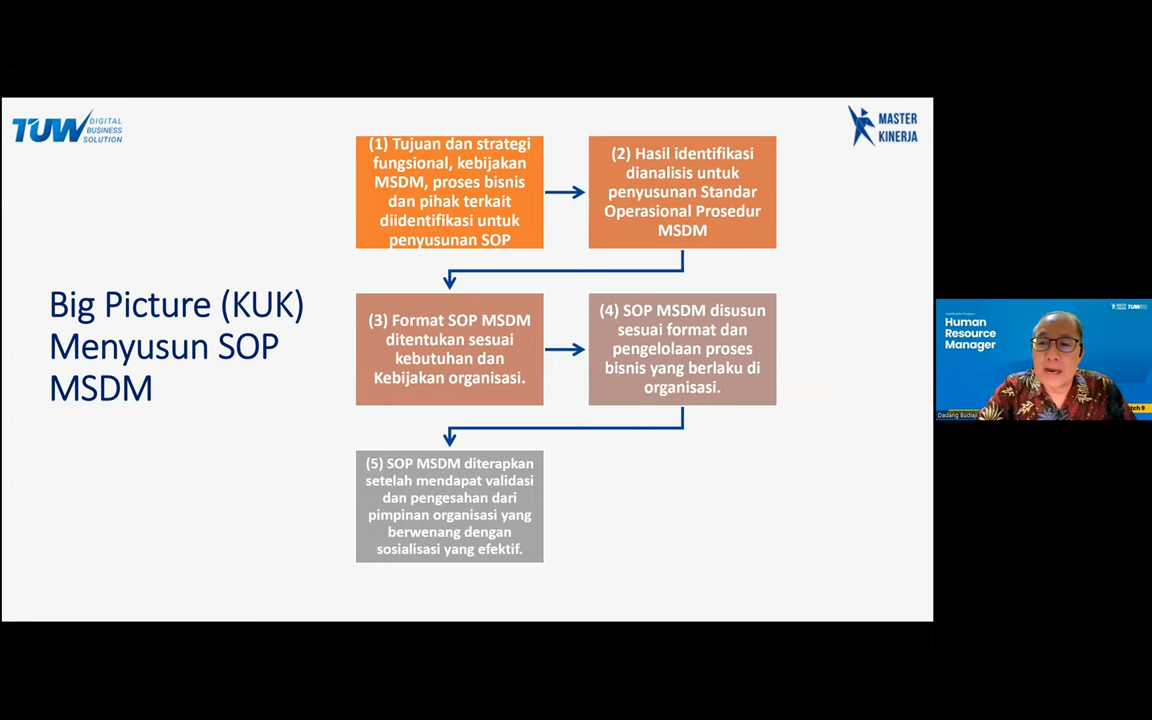 TUW DIGITAL
BUSINESS
SOLUTION
MASTER
KINERJA
Big Picture (KUK)
Menyusun SOP
MSDM
(1) Tujuan dan strategi
fungsional, kebijakan
MSDM, proses bisnis
dan pihak terkait
diidentifikasi untuk
penyusunan SOP
(2) Hasil identifikasi
dianalisis untuk
penyusunan Standar
Operasional Prosedur
MSDM
(3) Format SOP MSDM
ditentukan sesuai
kebutuhan dan
Kebijakan organisasi.
(4) SOP MSDM disusun
sesuai format dan
pengelolaan proses
bisnis yang berlaku di
organisasi.
(5) SOP MSDM diterapkan
setelah mendapat validasi
dan pengesahan dari
pimpinan organisasi yang
berwenang dengan
sosialisasi yang efektif.
Human
Resource
Manager
TUW
Dadang Budiaji